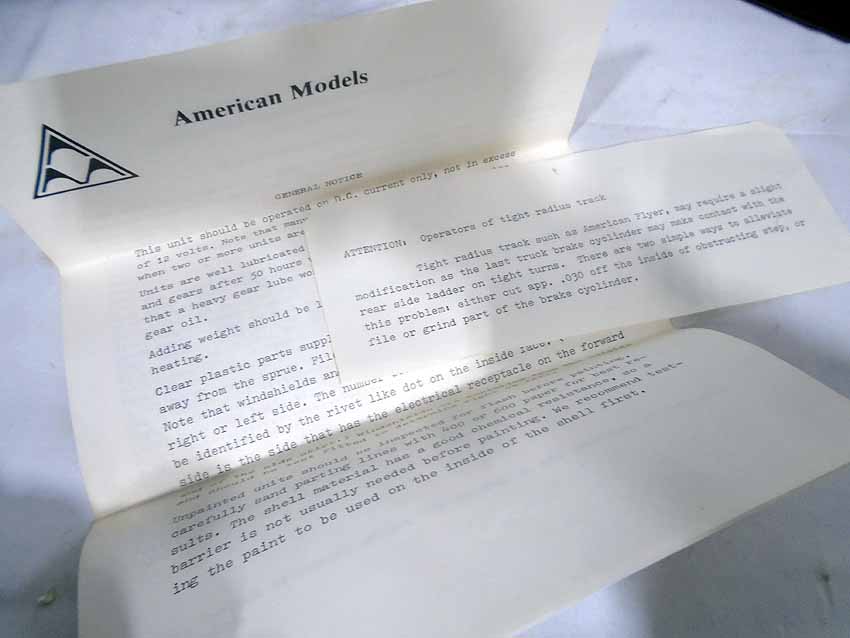 American Models
GENERAL NOTICE
This unit should be operated on D.C. current only, not in excess
of 12 volts. Note that many
when two or more units are
Units are well lubricated
and gears after 50 hours
that a heavy gear lube
gear oil.
Adding weight should be
heating.
Clear plastic parts
away from the sprue.
Note that windshields
right or left side. The number
be identified by the rivet like dot on the inside face.
side is the side that has the electrical receptacle on the forward
Unpainted units should be inspected for flash before painting,
carefully sand parting lines with 400 or 600 paper for best re-
sults. The shell material has a good chemical resistance, so a
barrier is not usually needed before painting. We recommend test-
ing the paint to be used on the inside of the shell first.
ATTENTION: Operators of tight radius track
Tight radius track such as American Flyer, may require a slight
modification as the last truck brake cylinder may make contact with the
rear side ladder on tight turns. There are two simple ways to alleviate
this problem: either cut app. .030 off the inside of obstructing step, or
file or grind part of the brake cyolinder.